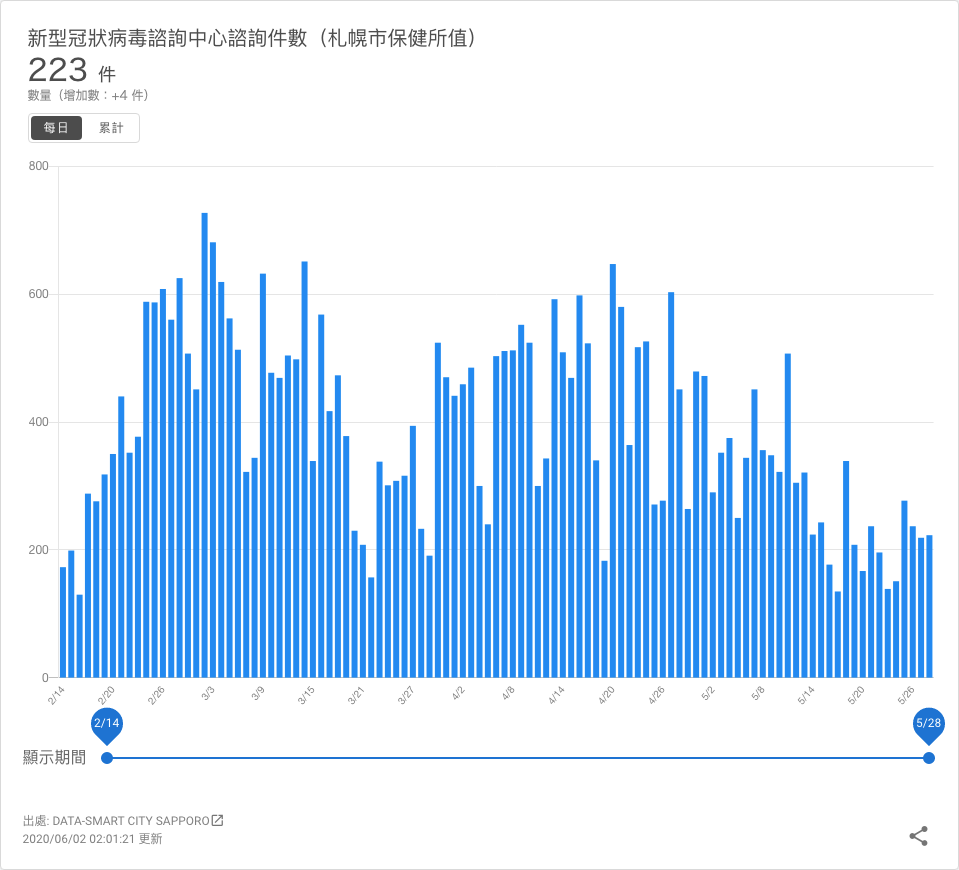 新型冠狀病毒諮詢中心諮詢件數（札幌市保健所值）
223 件
數量（增加數：+4 件）
每日 累計
800
600
400
200
0
2/14 2/20 2/26 3/3 3/9 3/15 3/21 3/27 4/2 4/8 4/14 4/20 4/26 5/2 5/8 5/14 5/20 5/26
2/14 5/28
顯示期間
出處: DATA-SMART CITY SAPPORO
2020/06/02 02:01:21 更新